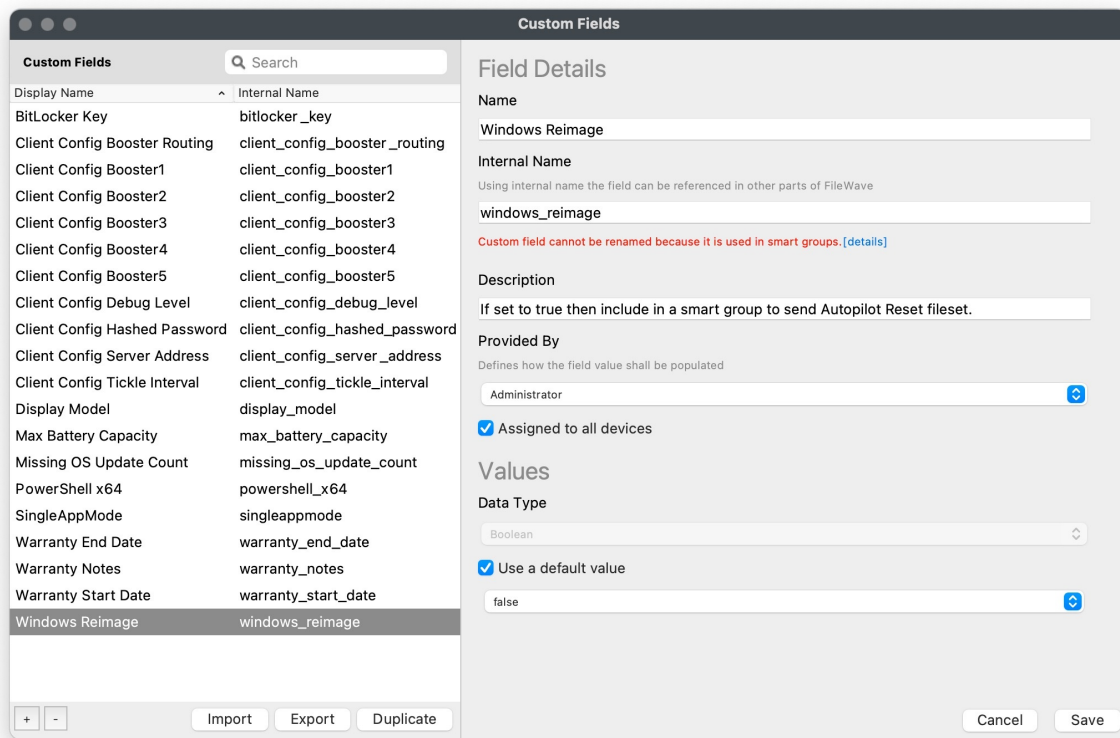 Custom Fields
Custom Fields
Search
Display Name
Internal Name
BitLocker Key bitlocker_key
Client Config Booster Routing client_config_booster_routing
Client Config Booster1 client_config_booster1
Client Config Booster2 client_config_booster2
Client Config Booster3 client_config_booster3
Client Config Booster4 client_config_booster4
Client Config Booster5 client_config_booster5
Client Config Debug Level client_config_debug_level
Client Config Hashed Password client_config_hashed_password
Client Config Server Address client_config_server_address
Client Config Tickle Interval client_config_tickle_interval
Display Model display_model
Max Battery Capacity max_battery_capacity
Missing OS Update Count missing_os_update_count
PowerShell x64 powershell_x64
SingleAppMode singleappmode
Warranty End Date warranty_end_date
Warranty Notes warranty_notes
Warranty Start Date warranty_start_date
Windows Reimage windows_reimage
+ - Import Export Duplicate
Field Details
Name
Windows Reimage
Internal Name
Using internal name the field can be referenced in other parts of FileWave
windows_reimage
Custom field cannot be renamed because it is used in smart groups.[details]
Description
If set to true then include in a smart group to send Autopilot Reset fileset.
Provided By
Defines how the field value shall be populated
Administrator
Assigned to all devices
Values
Data Type
Boolean
Use a default value
false
Cancel Save